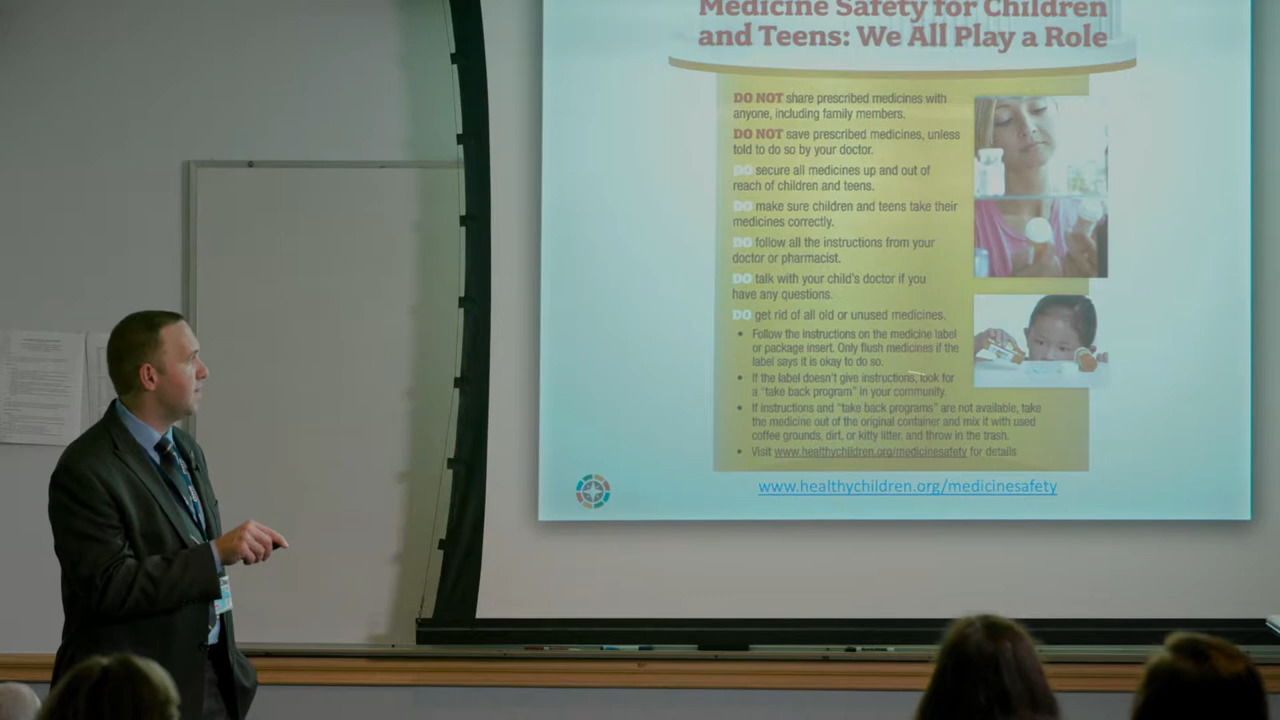 Medicine Safety for Children
and Teens: We All Play a Role
DO NOT share prescribed medicines with
anyone, including family members.
DO NOT save prescribed medicines, unless
told to do so by your doctor.
DO secure all medicines up and out of
reach of children and teens.
DO make sure children and teens take their
medicines correctly.
DO follow all the instructions from your
doctor or pharmacist.
DO talk with your child's doctor if you
have any questions.
DO get rid of all old or unused medicines.
• Follow the instructions on the medicine label
or package insert. Only flush medicines if the
label says it is okay to do so.
• If the label doesn't give instructions, look for
a "take back program" in your community.
• If instructions and "take back programs" are not available, take
the medicine out of the original container and mix it with used
coffee grounds, dirt, or kitty litter, and throw in the trash.
• Visit www.healthychildren.org/medicinesafety for details
www.healthychildren.org/medicinesafety